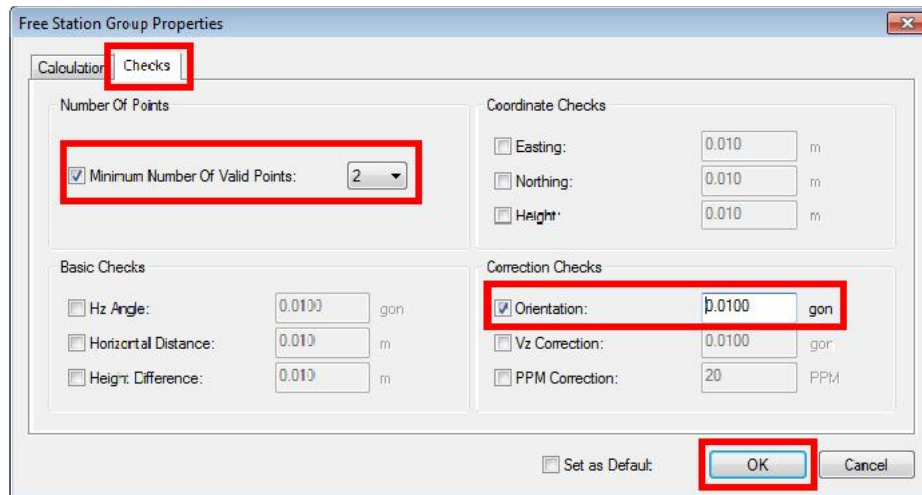 Free Station Group Properties
Calculation Checks
Number Of Points
Minimum Number Of Valid Points: 2
Coordinate Checks
Easting: 0.010 m
Northing: 0.010 m
Height: 0.010 m
Basic Checks
Hz Angle: 0.0100 gon
Horizontal Distance: 0.010 m
Height Difference: 0.010 m
Correction Checks
Orientation: 0.0100 gon
Vz Correction: 0.0100 gon
PPM Correction: 20 PPM
Set as Default
OK
Cancel